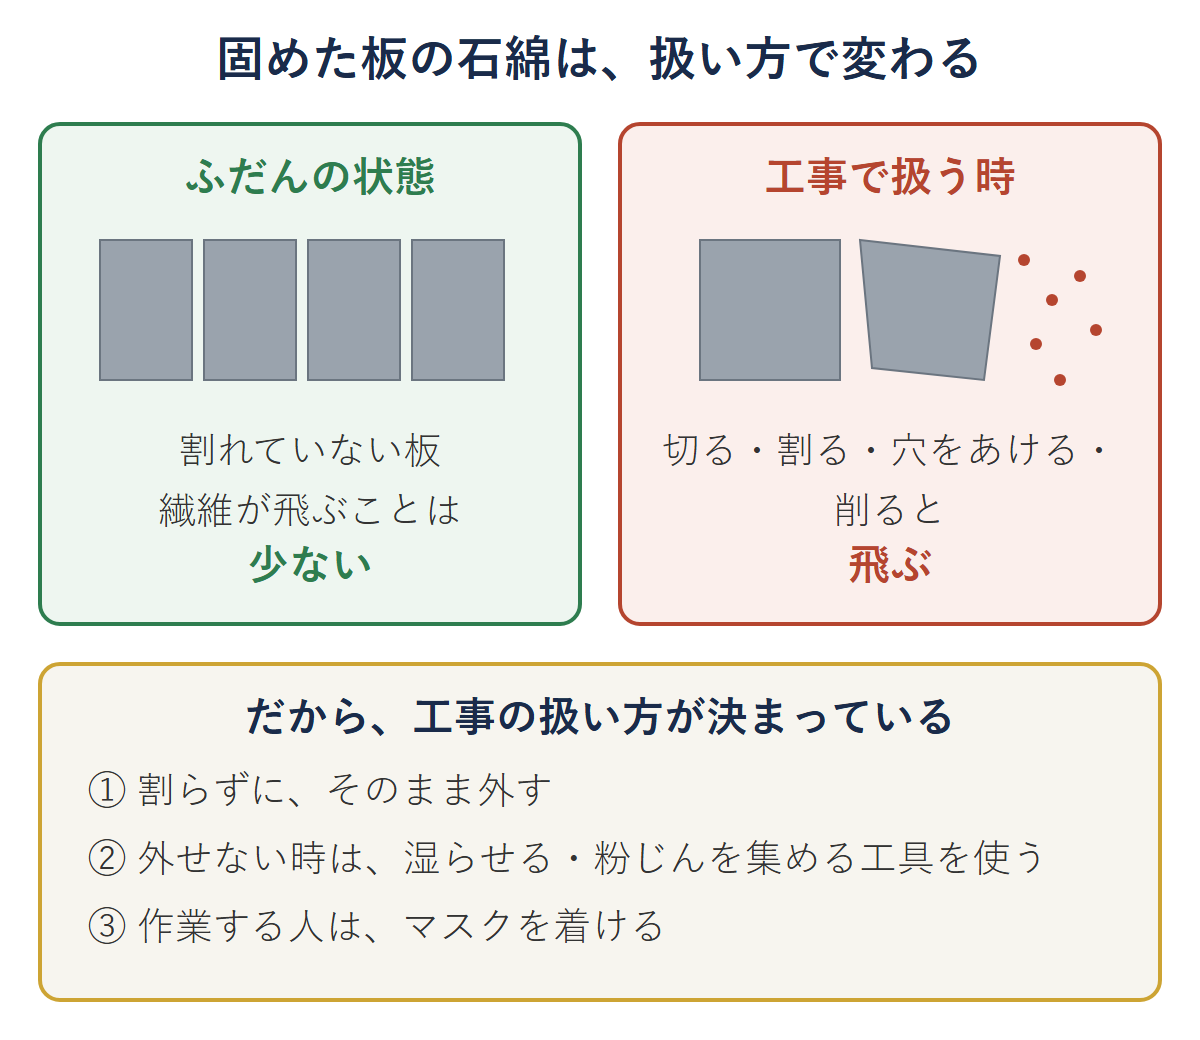 固めた板の石綿は、扱い方で変わる
ふだんの状態
割れていない板
繊維が飛ぶことは
少ない
工事で扱う時
切る・割る・穴をあける・
削ると
飛ぶ
だから、工事の扱い方が決まっている
① 割らずに、そのまま外す
② 外せない時は、湿らせる・粉じんを集める工具を使う
③ 作業する人は、マスクを着ける